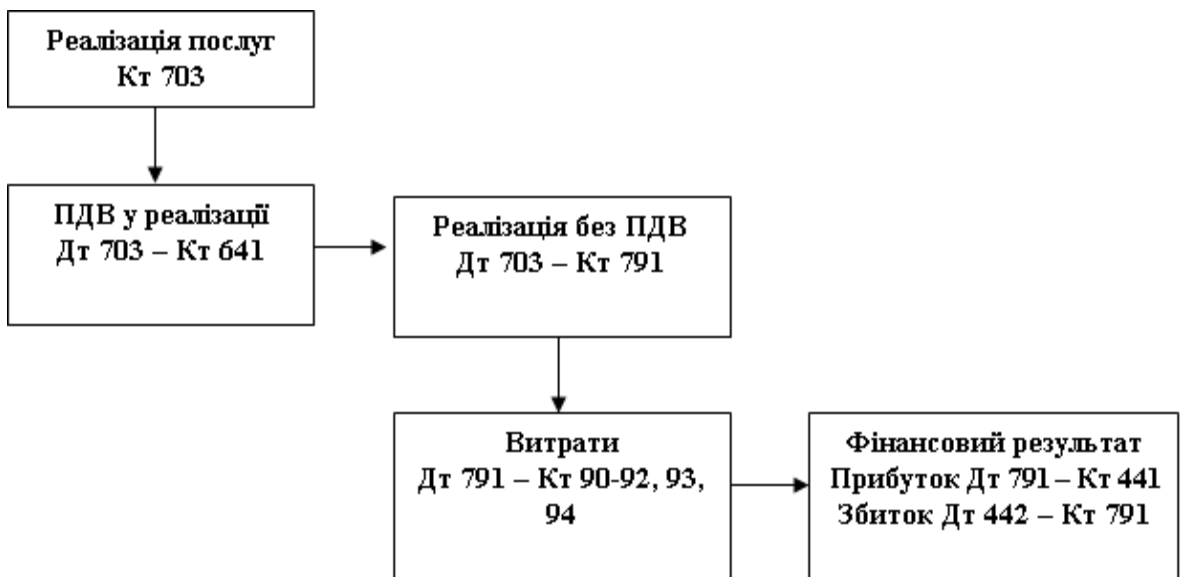 Реалізація послуг
Кт 703
ПДВ у реалізації
Дт 703 – Кт 641
Реалізація без ПДВ
Дт 703 – Кт 791
Витрати
Дт 791 – Кт 90-92, 93,
94
Фінансовий результат
Прибуток Дт 791 – Кт 441
Збиток Дт 442 – Кт 791